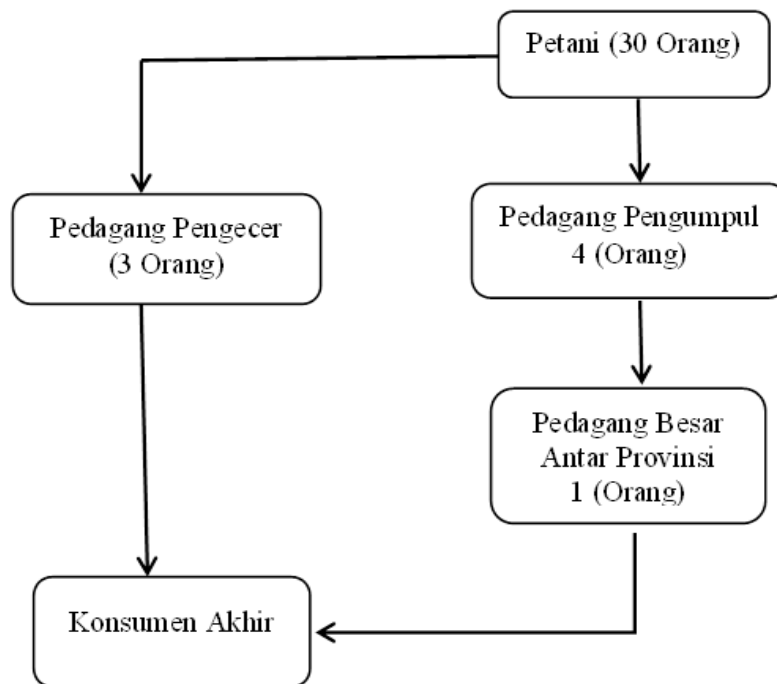 Petani (30 Orang)
Pedagang Pengecer
(3 Orang)
Pedagang Pengumpul
4 (Orang)
Pedagang Besar
Antar Provinsi
1 (Orang)
Konsumen Akhir